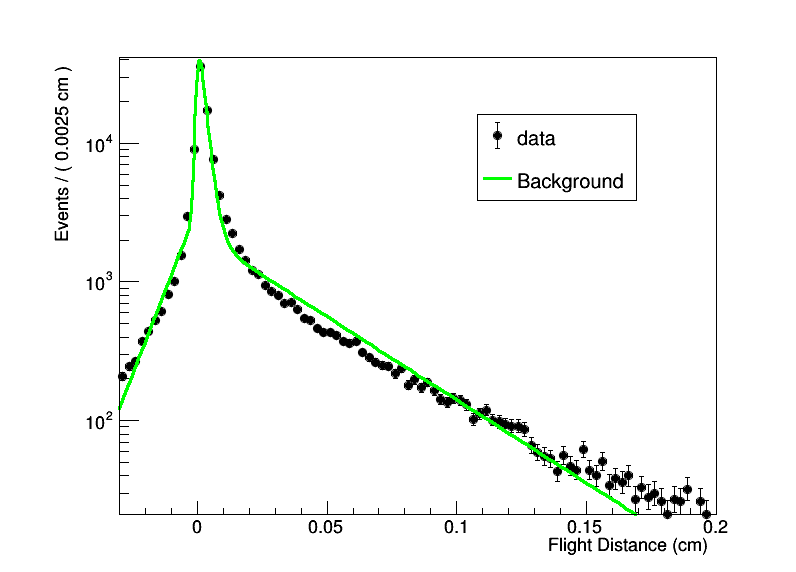 Events / ( 0.0025 cm )
10^4
10^3
10^2
data
Background
0 0.05 0.1 0.15 0.2
Flight Distance (cm)